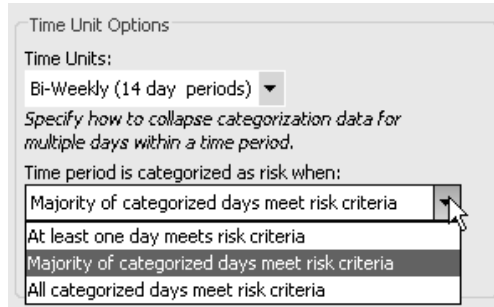 Time Unit Options
Time Units:
Bi-Weekly (14 day periods)
Specify how to collapse categorization data for
multiple days within a time period.
Time period is categorized as risk when:
Majority of categorized days meet risk criteria
At least one day meets risk criteria
Majority of categorized days meet risk criteria
All categorized days meet risk criteria